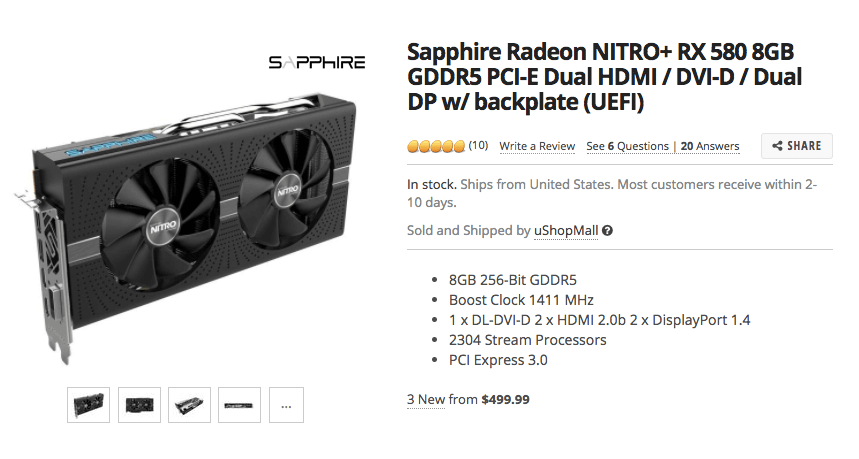 SAPPHIRE
Sapphire Radeon NITRO+ RX 580 8GB
GDDR5 PCI-E Dual HDMI / DVI-D / Dual
DP w/ backplate (UEFI)
(10) Write a Review See 6 Questions | 20 Answers SHARE
In stock. Ships from United States. Most customers receive within 2-
10 days.
Sold and Shipped by uShopMall ?
SAPPHIRE
NITRO
NITRO
• 8GB 256-Bit GDDR5
• Boost Clock 1411 MHz
• 1 x DL-DVI-D 2 x HDMI 2.0b 2 x DisplayPort 1.4
• 2304 Stream Processors
• PCI Express 3.0
3 New from $499.99
...